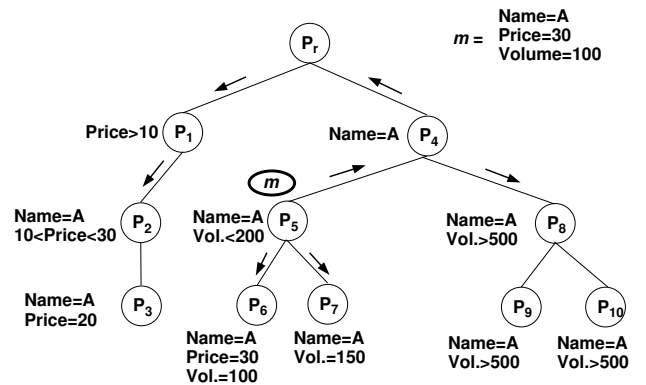 m =
Name=A
Price=30
Volume=100
Pr
Price>10
P1
Name=A
P4
m
Name=A
10<Price<30
P2
Name=A
Vol.<200
P5
Name=A
Vol.>500
P8
Name=A
Price=20
P3
P6
P7
P9
P10
Name=A
Price=30
Vol.=100
Name=A
Vol.=150
Name=A
Vol.>500
Name=A
Vol.>500